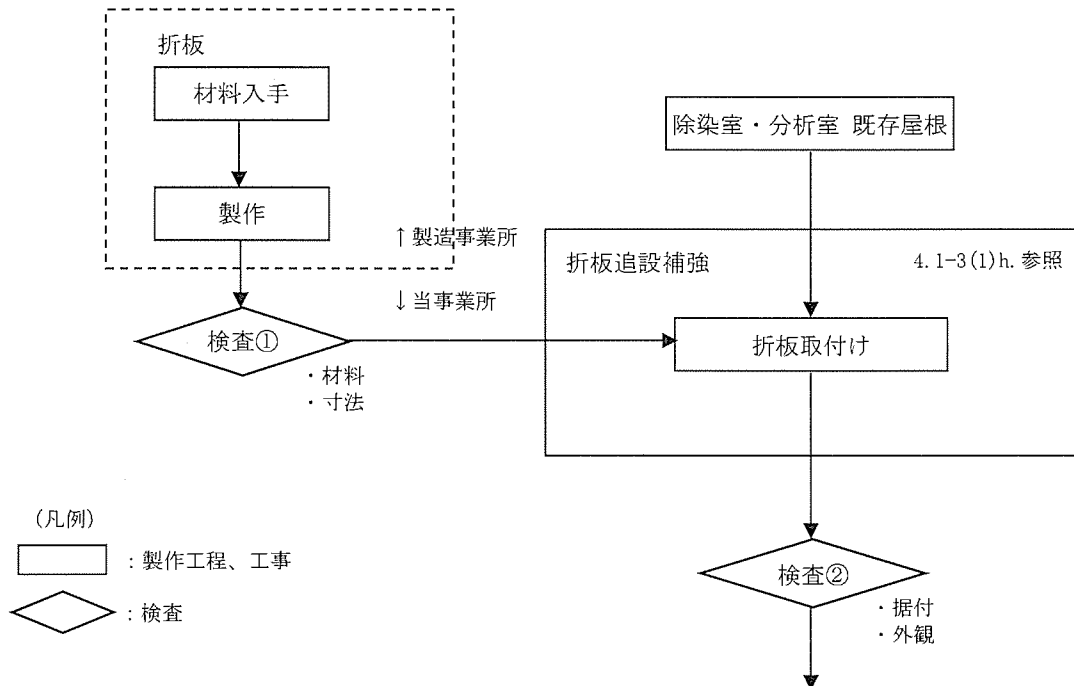 折板
材料入手
製作
↑製造事業所
↓当事業所
検査①
・材料
・寸法
除染室・分析室 既存屋根
折板追設補強
4.1-3(1)h.参照
折板取付け
検査②
・据付
・外観
(凡例)
：製作工程、工事
：検査